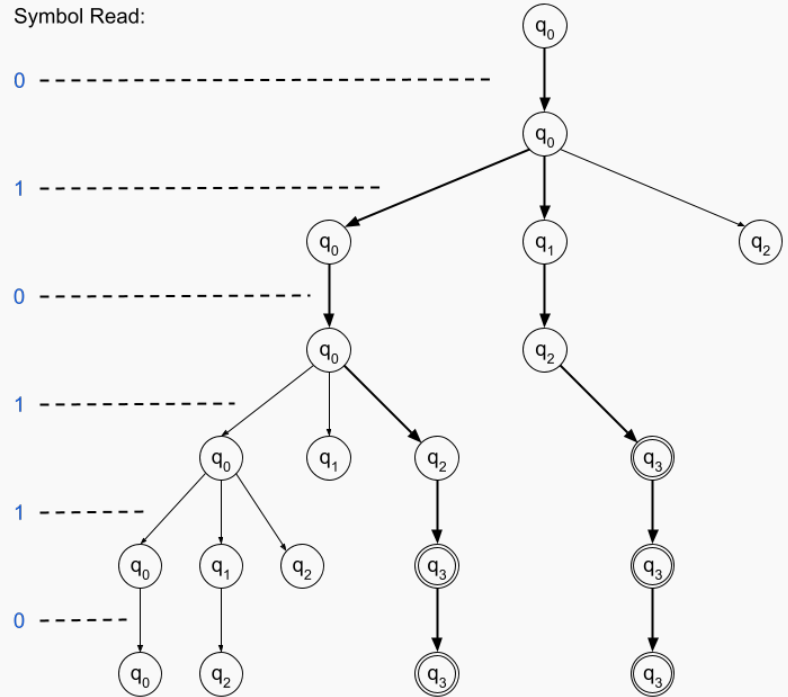 Symbol Read:
q₀
0
q₀
1
q₀ q₁ q₂
0
q₀ q₂
1
q₀ q₁ q₂ q₃
1
q₀ q₁ q₂ q₃ q₃
0
q₀ q₂ q₃ q₃